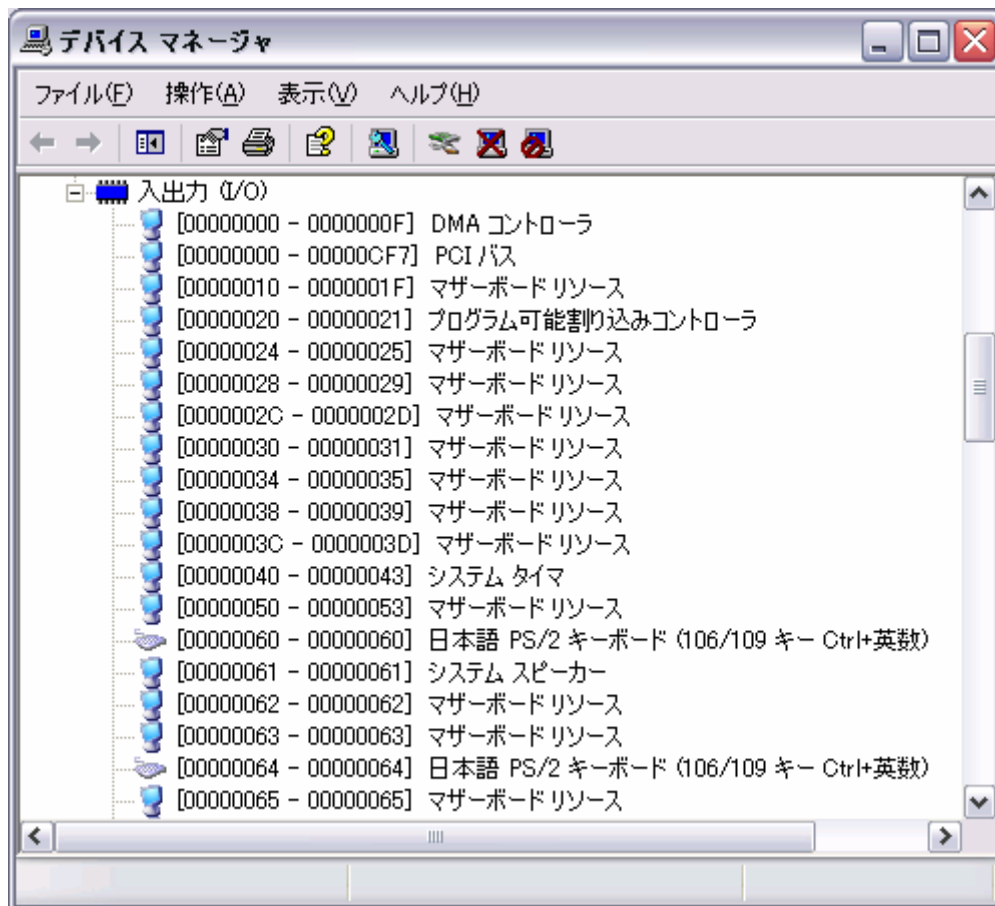 デバイス マネージャ
ファイル(F) 操作(A) 表示(V) ヘルプ(H)
入出力 (I/O)
[00000000 - 0000000F] DMA コントローラ
[00000000 - 00000CF7] PCI バス
[00000010 - 0000001F] マザーボード リソース
[00000020 - 00000021] プログラム可能割り込みコントローラ
[00000024 - 00000025] マザーボード リソース
[00000028 - 00000029] マザーボード リソース
[0000002C - 0000002D] マザーボード リソース
[00000030 - 00000031] マザーボード リソース
[00000034 - 00000035] マザーボード リソース
[00000038 - 00000039] マザーボード リソース
[0000003C - 0000003D] マザーボード リソース
[00000040 - 00000043] システム タイマ
[00000050 - 00000053] マザーボード リソース
[00000060 - 00000060] 日本語 PS/2 キーボード (106/109 キー Ctrl+英数)
[00000061 - 00000061] システム スピーカー
[00000062 - 00000062] マザーボード リソース
[00000063 - 00000063] マザーボード リソース
[00000064 - 00000064] 日本語 PS/2 キーボード (106/109 キー Ctrl+英数)
[00000065 - 00000065] マザーボード リソース